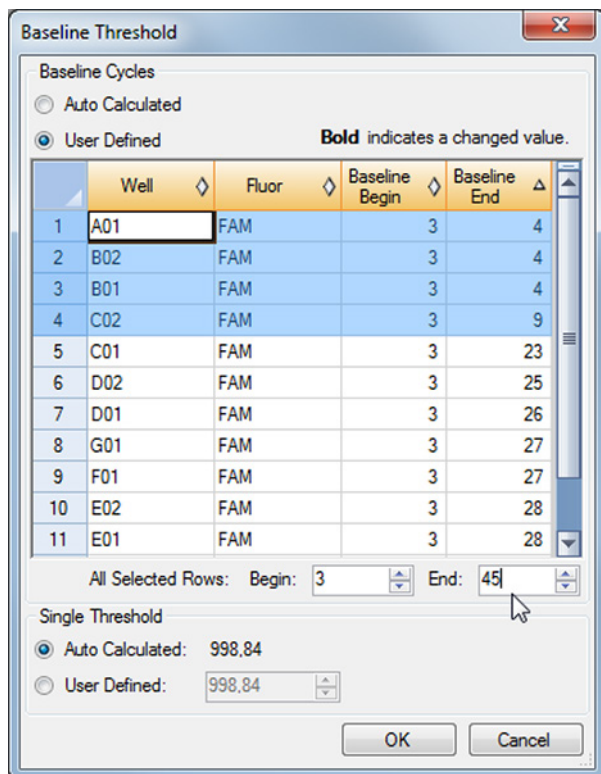 Baseline Threshold
Baseline Cycles
Auto Calculated
User Defined
Bold indicates a changed value.
Well Fluor Baseline Begin Baseline End
1 A01 FAM 3 4
2 B02 FAM 3 4
3 B01 FAM 3 4
4 C02 FAM 3 9
5 C01 FAM 3 23
6 D02 FAM 3 25
7 D01 FAM 3 26
8 G01 FAM 3 27
9 F01 FAM 3 27
10 E02 FAM 3 28
11 E01 FAM 3 28
All Selected Rows: Begin: 3 End: 45
Single Threshold
Auto Calculated: 998,84
User Defined: 998,84
OK Cancel